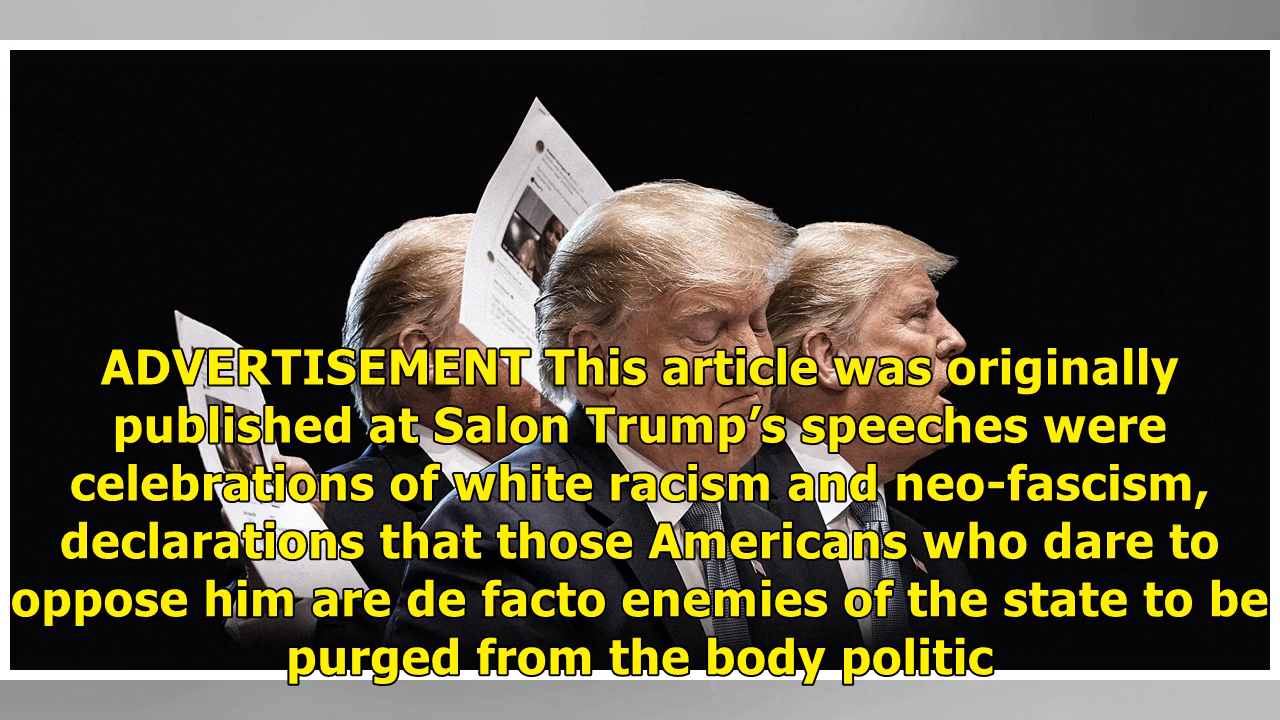 ADVERTISEMENT This article was originally
published at Salon Trump’s speeches were
celebrations of white racism and neo-fascism,
declarations that those Americans who dare to
oppose him are de facto enemies of the state to be
purged from the body politic